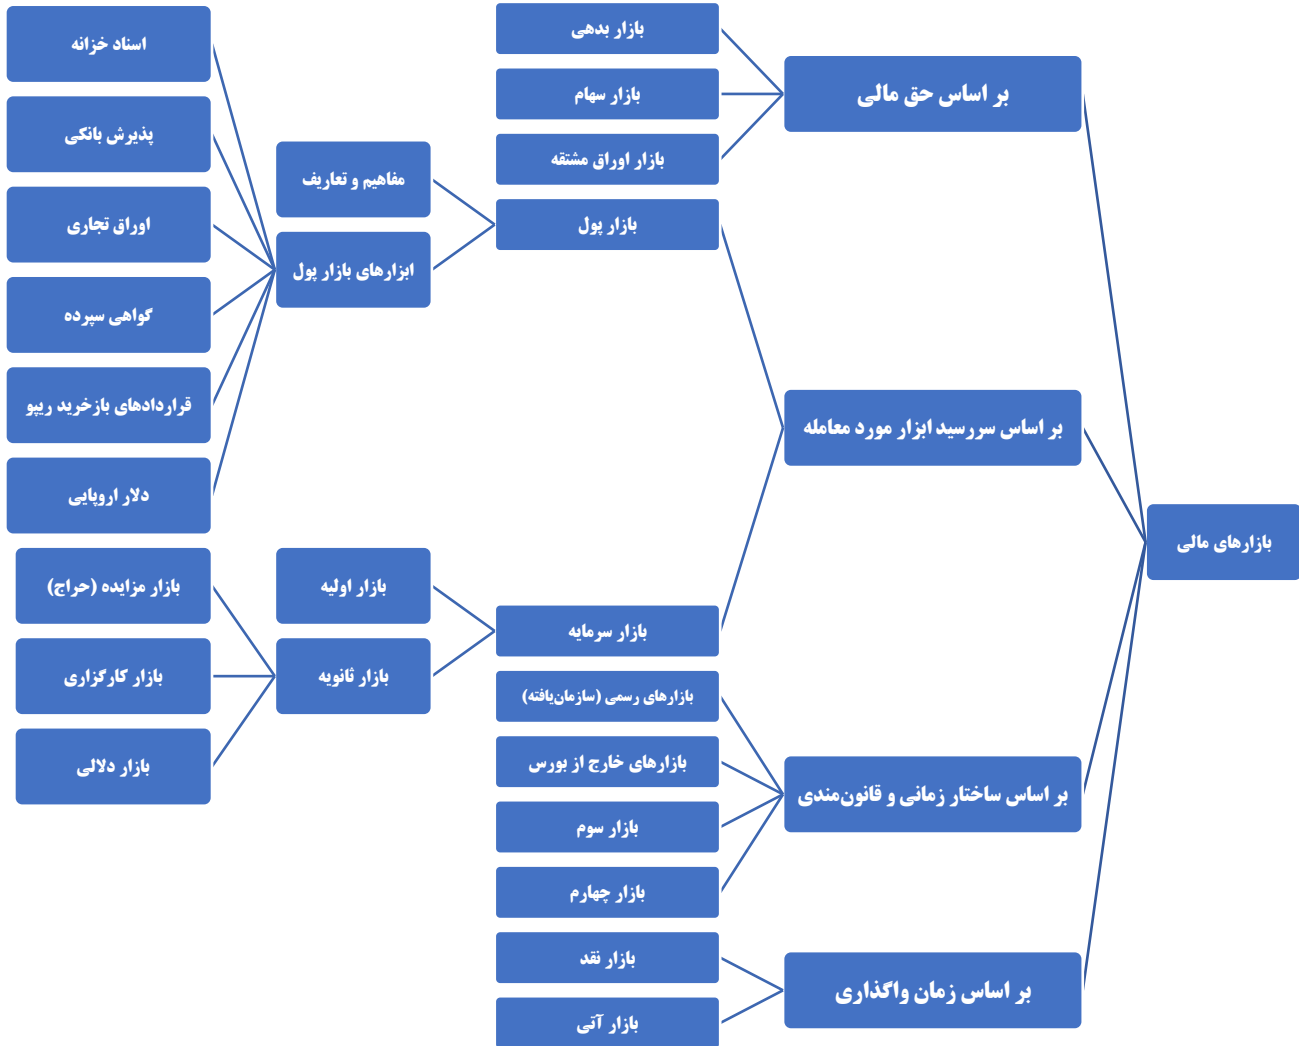 بازارهای مالی
بر اساس حق مالی
بازار بدهی
بازار سهام
بازار اوراق مشتقه
بر اساس سررسید ابزار مورد معامله
بازار پول
مفاهیم و تعاریف
ابزارهای بازار پول
اسناد خزانه
پذیرش بانکی
اوراق تجاری
گواهی سپرده
قراردادهای بازخرید ریپو
دلار اروپایی
بازار سرمایه
بازار اولیه
بازار ثانویه
بازار مزایده (حراج)
بازار کارگزاری
بازار دلالی
بر اساس ساختار زمانی و قانون‌مندی
بازارهای رسمی (سازمان‌یافته)
بازارهای خارج از بورس
بازار سوم
بازار چهارم
بر اساس زمان واگذاری
بازار نقد
بازار آتی